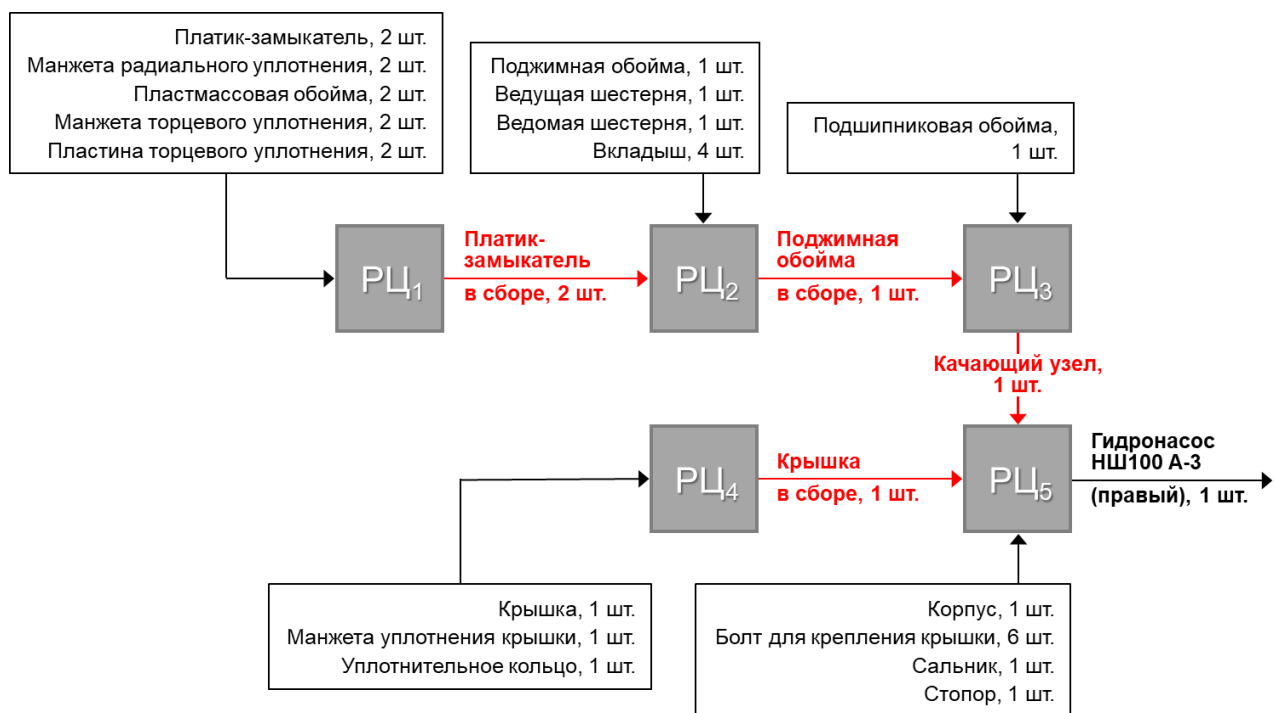 Платик-замыкатель, 2 шт.
Манжета радиального уплотнения, 2 шт.
Пластмассовая обойма, 2 шт.
Манжета торцевого уплотнения, 2 шт.
Пластина торцевого уплотнения, 2 шт.
Поджимная обойма, 1 шт.
Ведущая шестерня, 1 шт.
Ведомая шестерня, 1 шт.
Вкладыш, 4 шт.
Подшипниковая обойма,
1 шт.
РЦ1
Платик-
замыкатель
в сборе, 2 шт.
РЦ2
Поджимная
обойма
в сборе, 1 шт.
РЦ3
Качающий узел,
1 шт.
РЦ4
Крышка
в сборе, 1 шт.
РЦ5
Гидронасос
НШ100 А-3
(правый), 1 шт.
Крышка, 1 шт.
Манжета уплотнения крышки, 1 шт.
Уплотнительное кольцо, 1 шт.
Корпус, 1 шт.
Болт для крепления крышки, 6 шт.
Сальник, 1 шт.
Стопор, 1 шт.